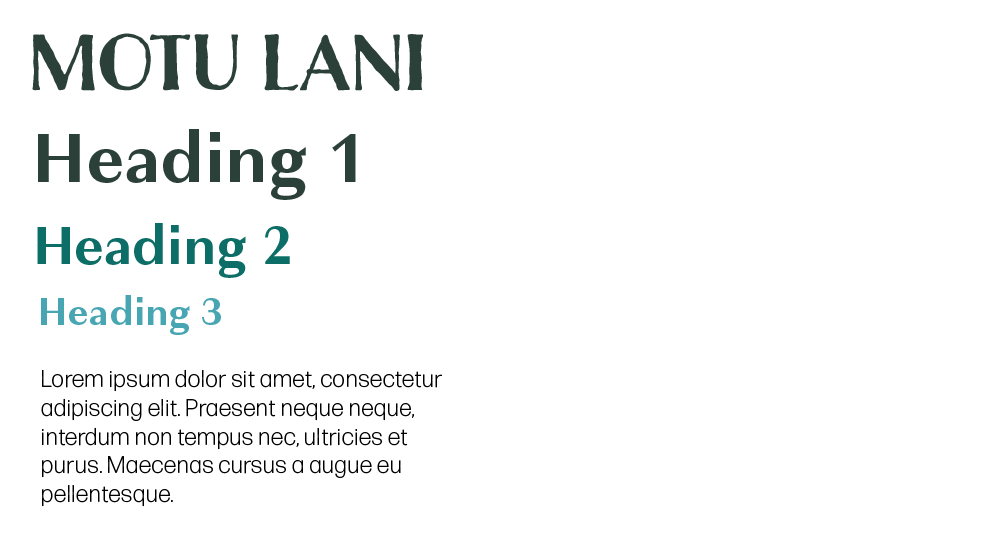 MOTU LANI
Heading 1
Heading 2
Heading 3
Lorem ipsum dolor sit amet, consectetur
adipiscing elit. Praesent neque neque,
interdum non tempus nec, ultricies et
purus. Maecenas cursus a augue eu
pellentesque.